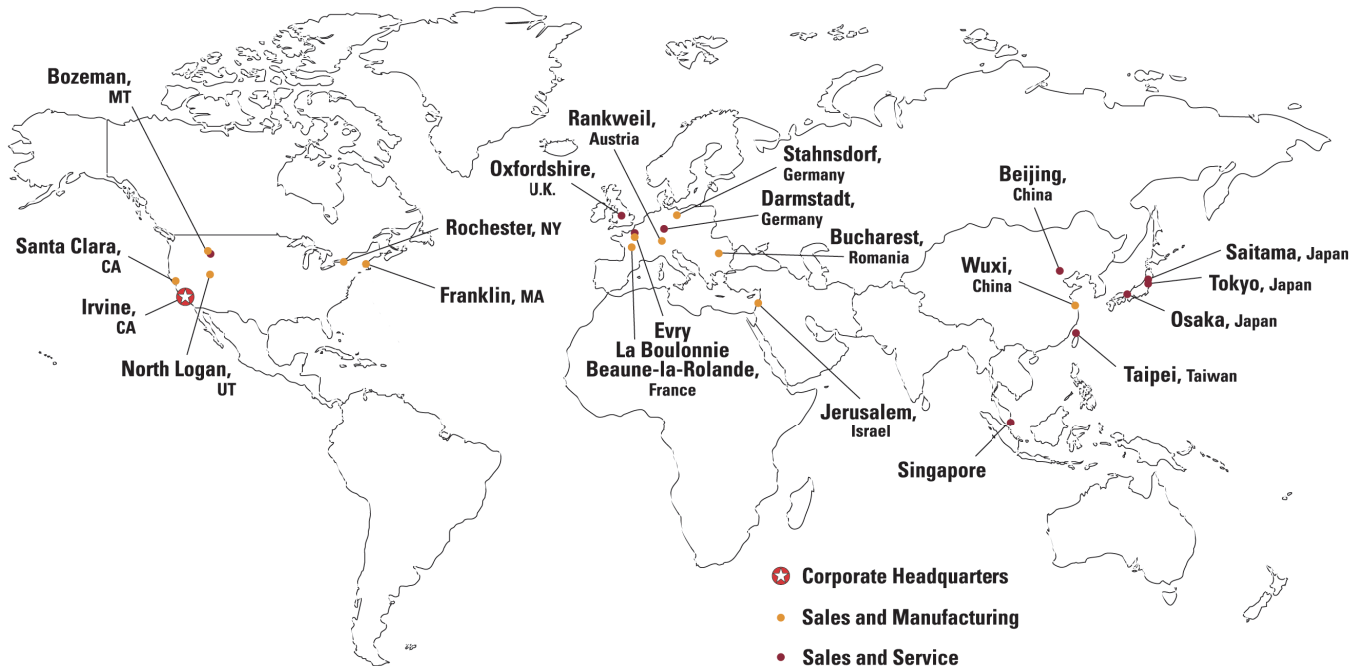 Bozeman,
MT
Rankweil,
Austria
Stahnsdorf,
Germany
Oxfordshire,
U.K.
Beijing,
China
Darmstadt,
Germany
Rochester, NY
Bucharest,
Romania
Santa Clara,
CA
Saitama, Japan
Wuxi,
China
Tokyo, Japan
Franklin, MA
Irvine,
CA
Osaka, Japan
Evry
La Boulonnie
Beaune-la-Rolande,
France
North Logan,
UT
Taipei, Taiwan
Jerusalem,
Israel
Singapore
Corporate Headquarters
Sales and Manufacturing
Sales and Service